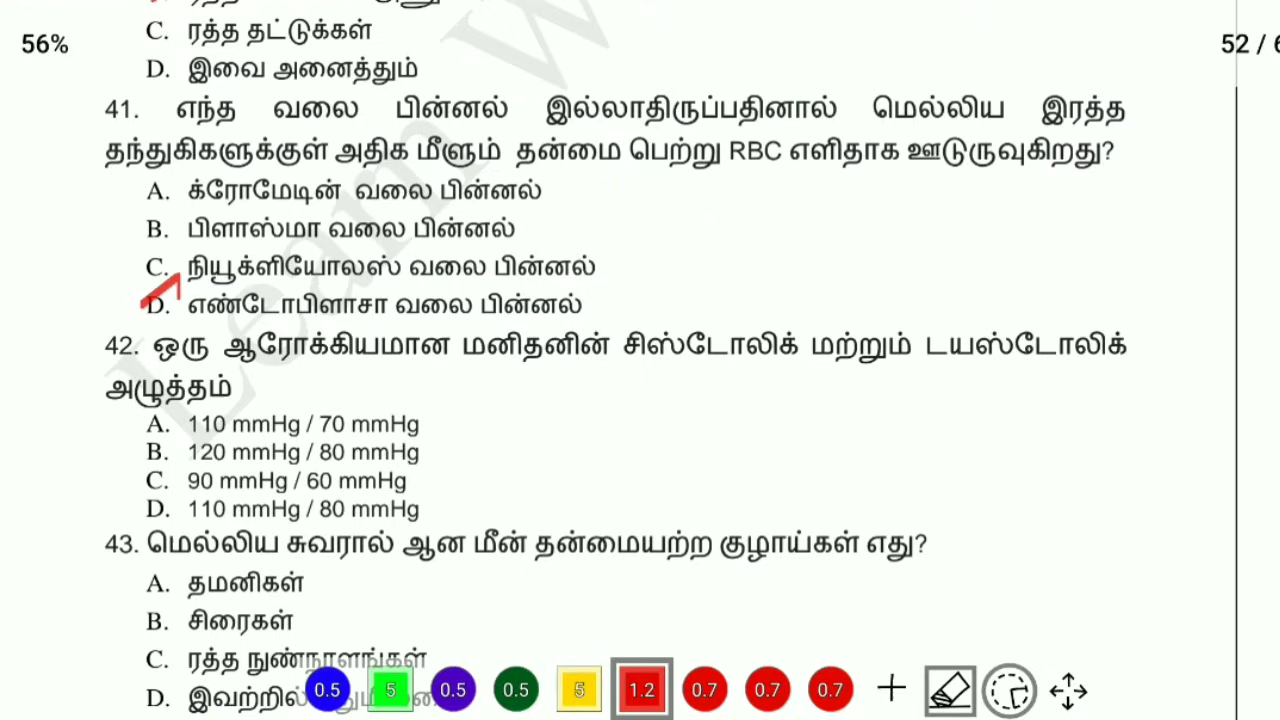 56%
52 / 6
C. ரத்த தட்டுக்கள்
D. இவை அனைத்தும்
41. எந்த வலை பின்னல் இல்லாதிருப்பதினால் மெல்லிய இரத்த
தந்துகிகளுக்குள் அதிக மீளும் தன்மை பெற்று RBC எளிதாக ஊடுருவுகிறது?
A. க்ரோமேடின் வலை பின்னல்
B. பிளாஸ்மா வலை பின்னல்
C. நியூக்ளியோலஸ் வலை பின்னல்
D. எண்டோபிளாசா வலை பின்னல்
42. ஒரு ஆரோக்கியமான மனிதனின் சிஸ்டோலிக் மற்றும் டயஸ்டோலிக்
அழுத்தம்
A. 110 mmHg / 70 mmHg
B. 120 mmHg / 80 mmHg
C. 90 mmHg / 60 mmHg
D. 110 mmHg / 80 mmHg
43. மெல்லிய சுவரால் ஆன மீன் தன்மையற்ற குழாய்கள் எது?
A. தமனிகள்
B. சிரைகள்
C. ரத்த நுண்நாளங்கள்
D.
0.5 5 0.5 0.5 5 1.2 0.7 0.7 0.7
Learn W